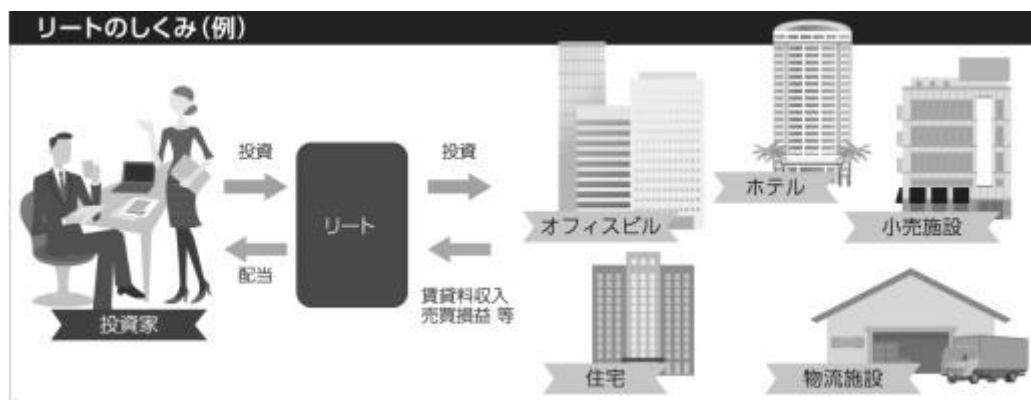 リートのしくみ(例)
投資
投資
リート
配当
賃貸料収入
売買損益 等
投資家
オフィスビル
ホテル
小売施設
住宅
物流施設